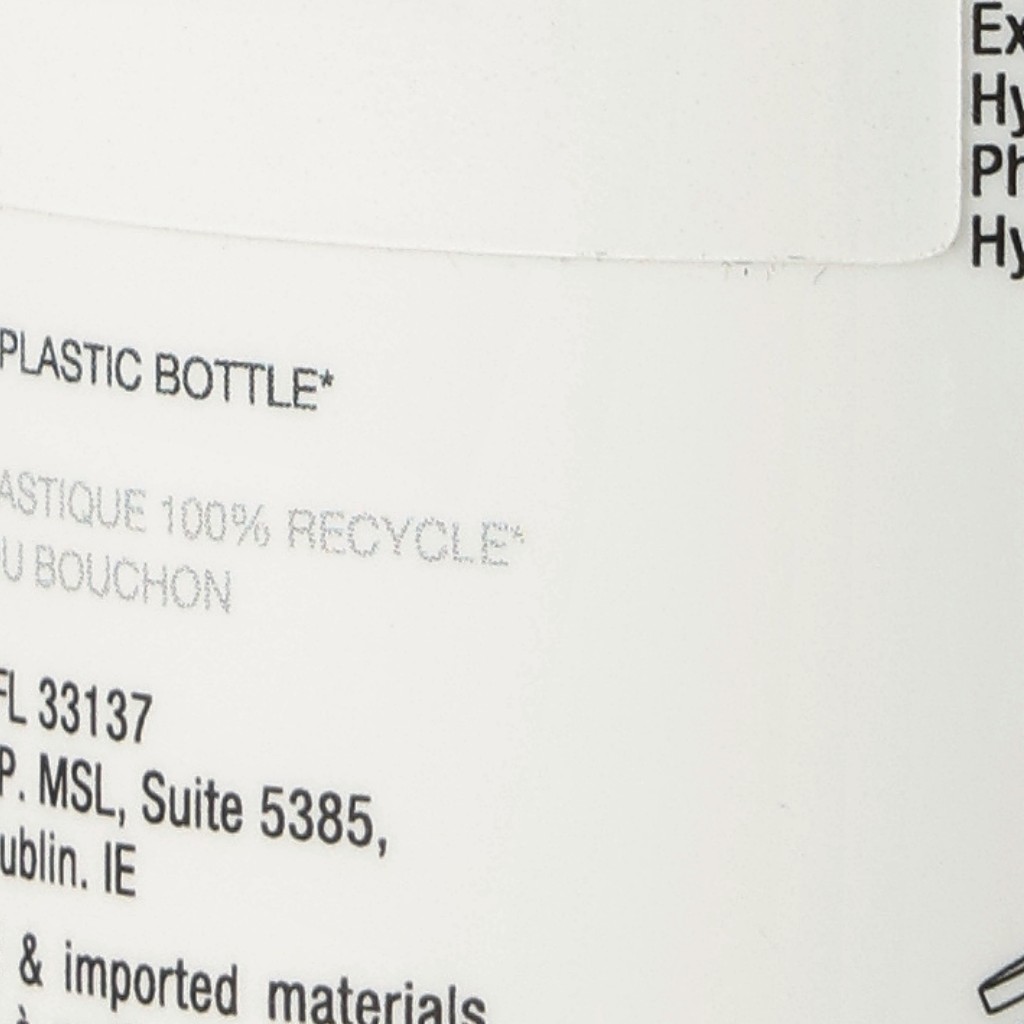 PLASTIC BOTTLE*
ASTIQUE 100% RECYCLE*
U BOUCHON
FL 33137
P. MSL, Suite 5385,
ublin. IE
& imported materials
Ex
Hy
Ph
Hy